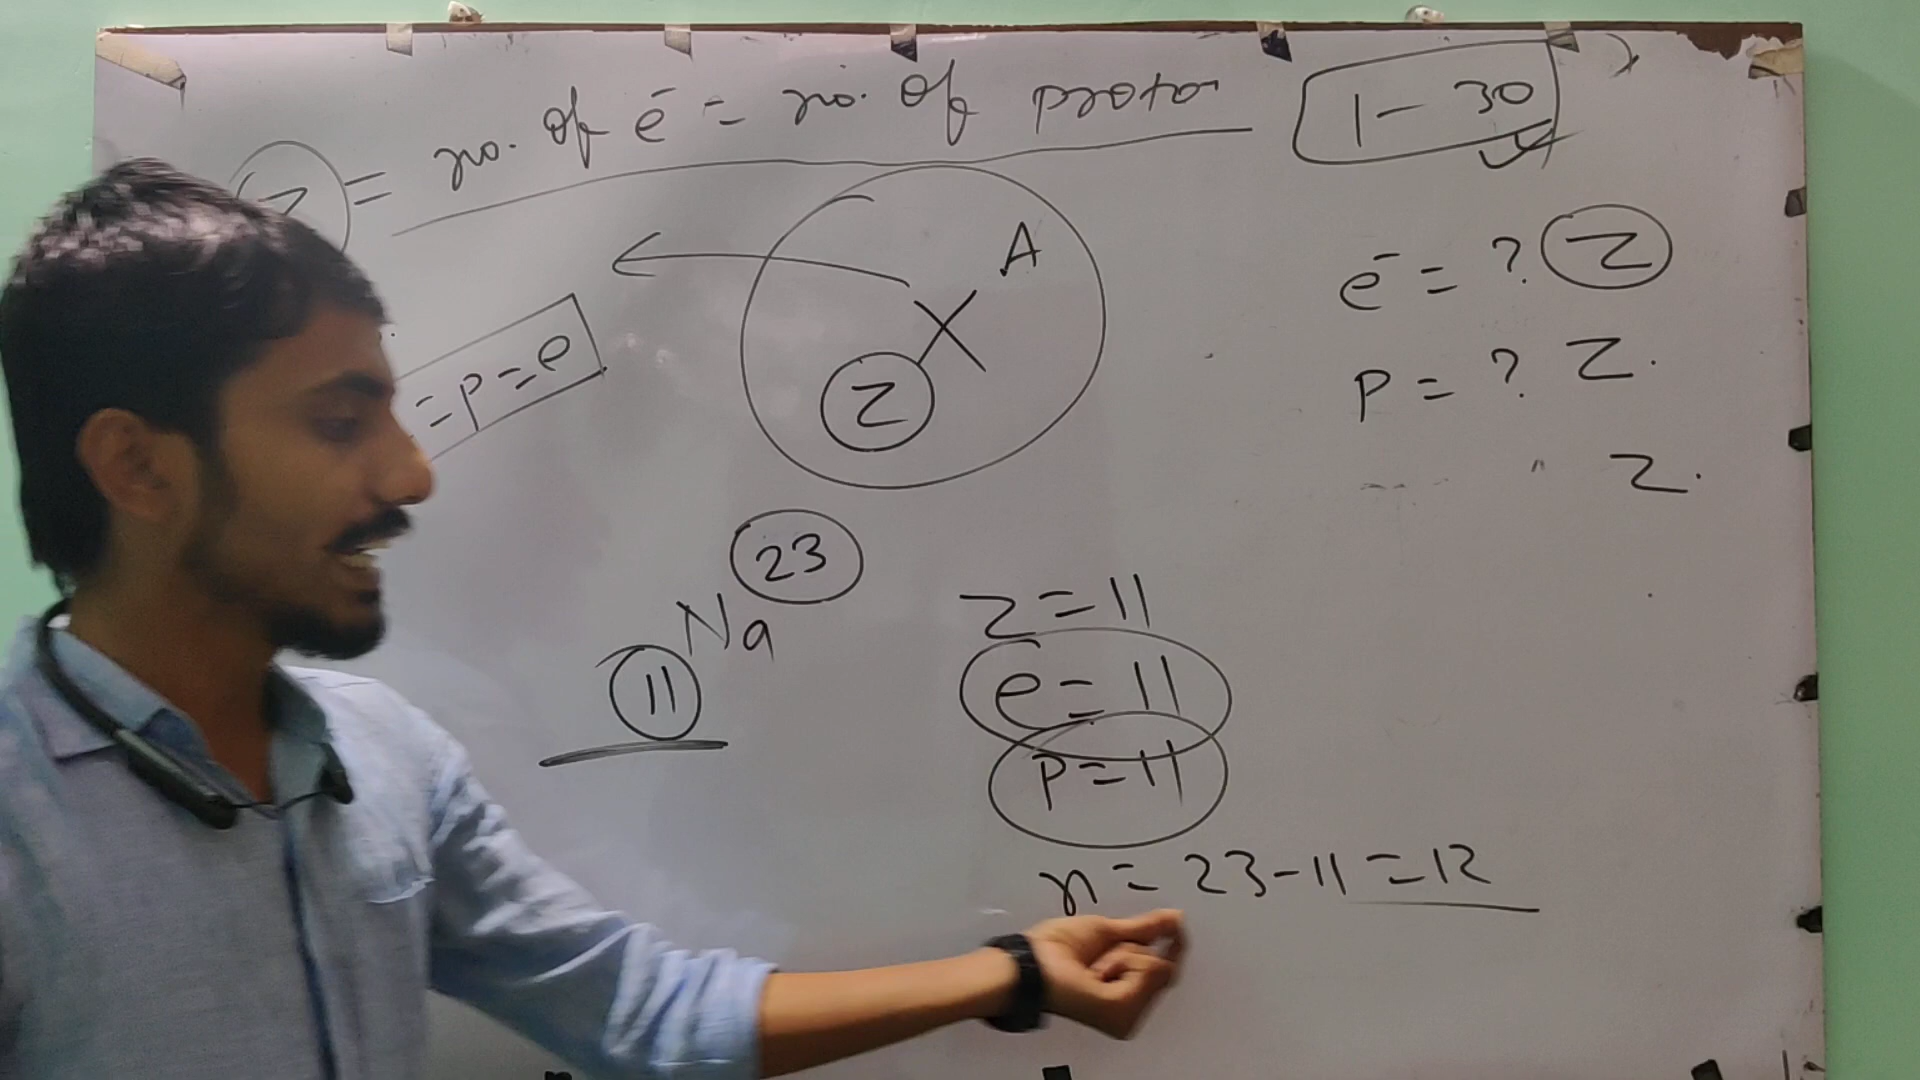 Z = no. of e⁻ = no. of proton
1 - 30
A
X
Z
= p = e
e⁻ = ? Z
p = ? Z.
Z.
23
Na
11
Z = 11
e = 11
p = 11
n = 23 - 11 = 12